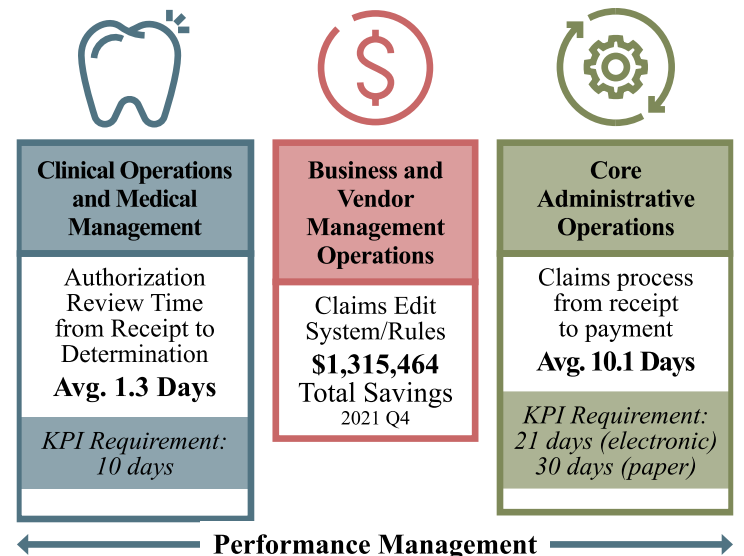 Clinical Operations
and Medical
Management
Authorization
Review Time
from Receipt to
Determination
Avg. 1.3 Days
KPI Requirement:
10 days
$
Business and
Vendor
Management
Operations
Claims Edit
System/Rules
$1,315,464
Total Savings
2021 Q4
Core
Administrative
Operations
Claims process
from receipt
to payment
Avg. 10.1 Days
KPI Requirement:
21 days (electronic)
30 days (paper)
Performance Management